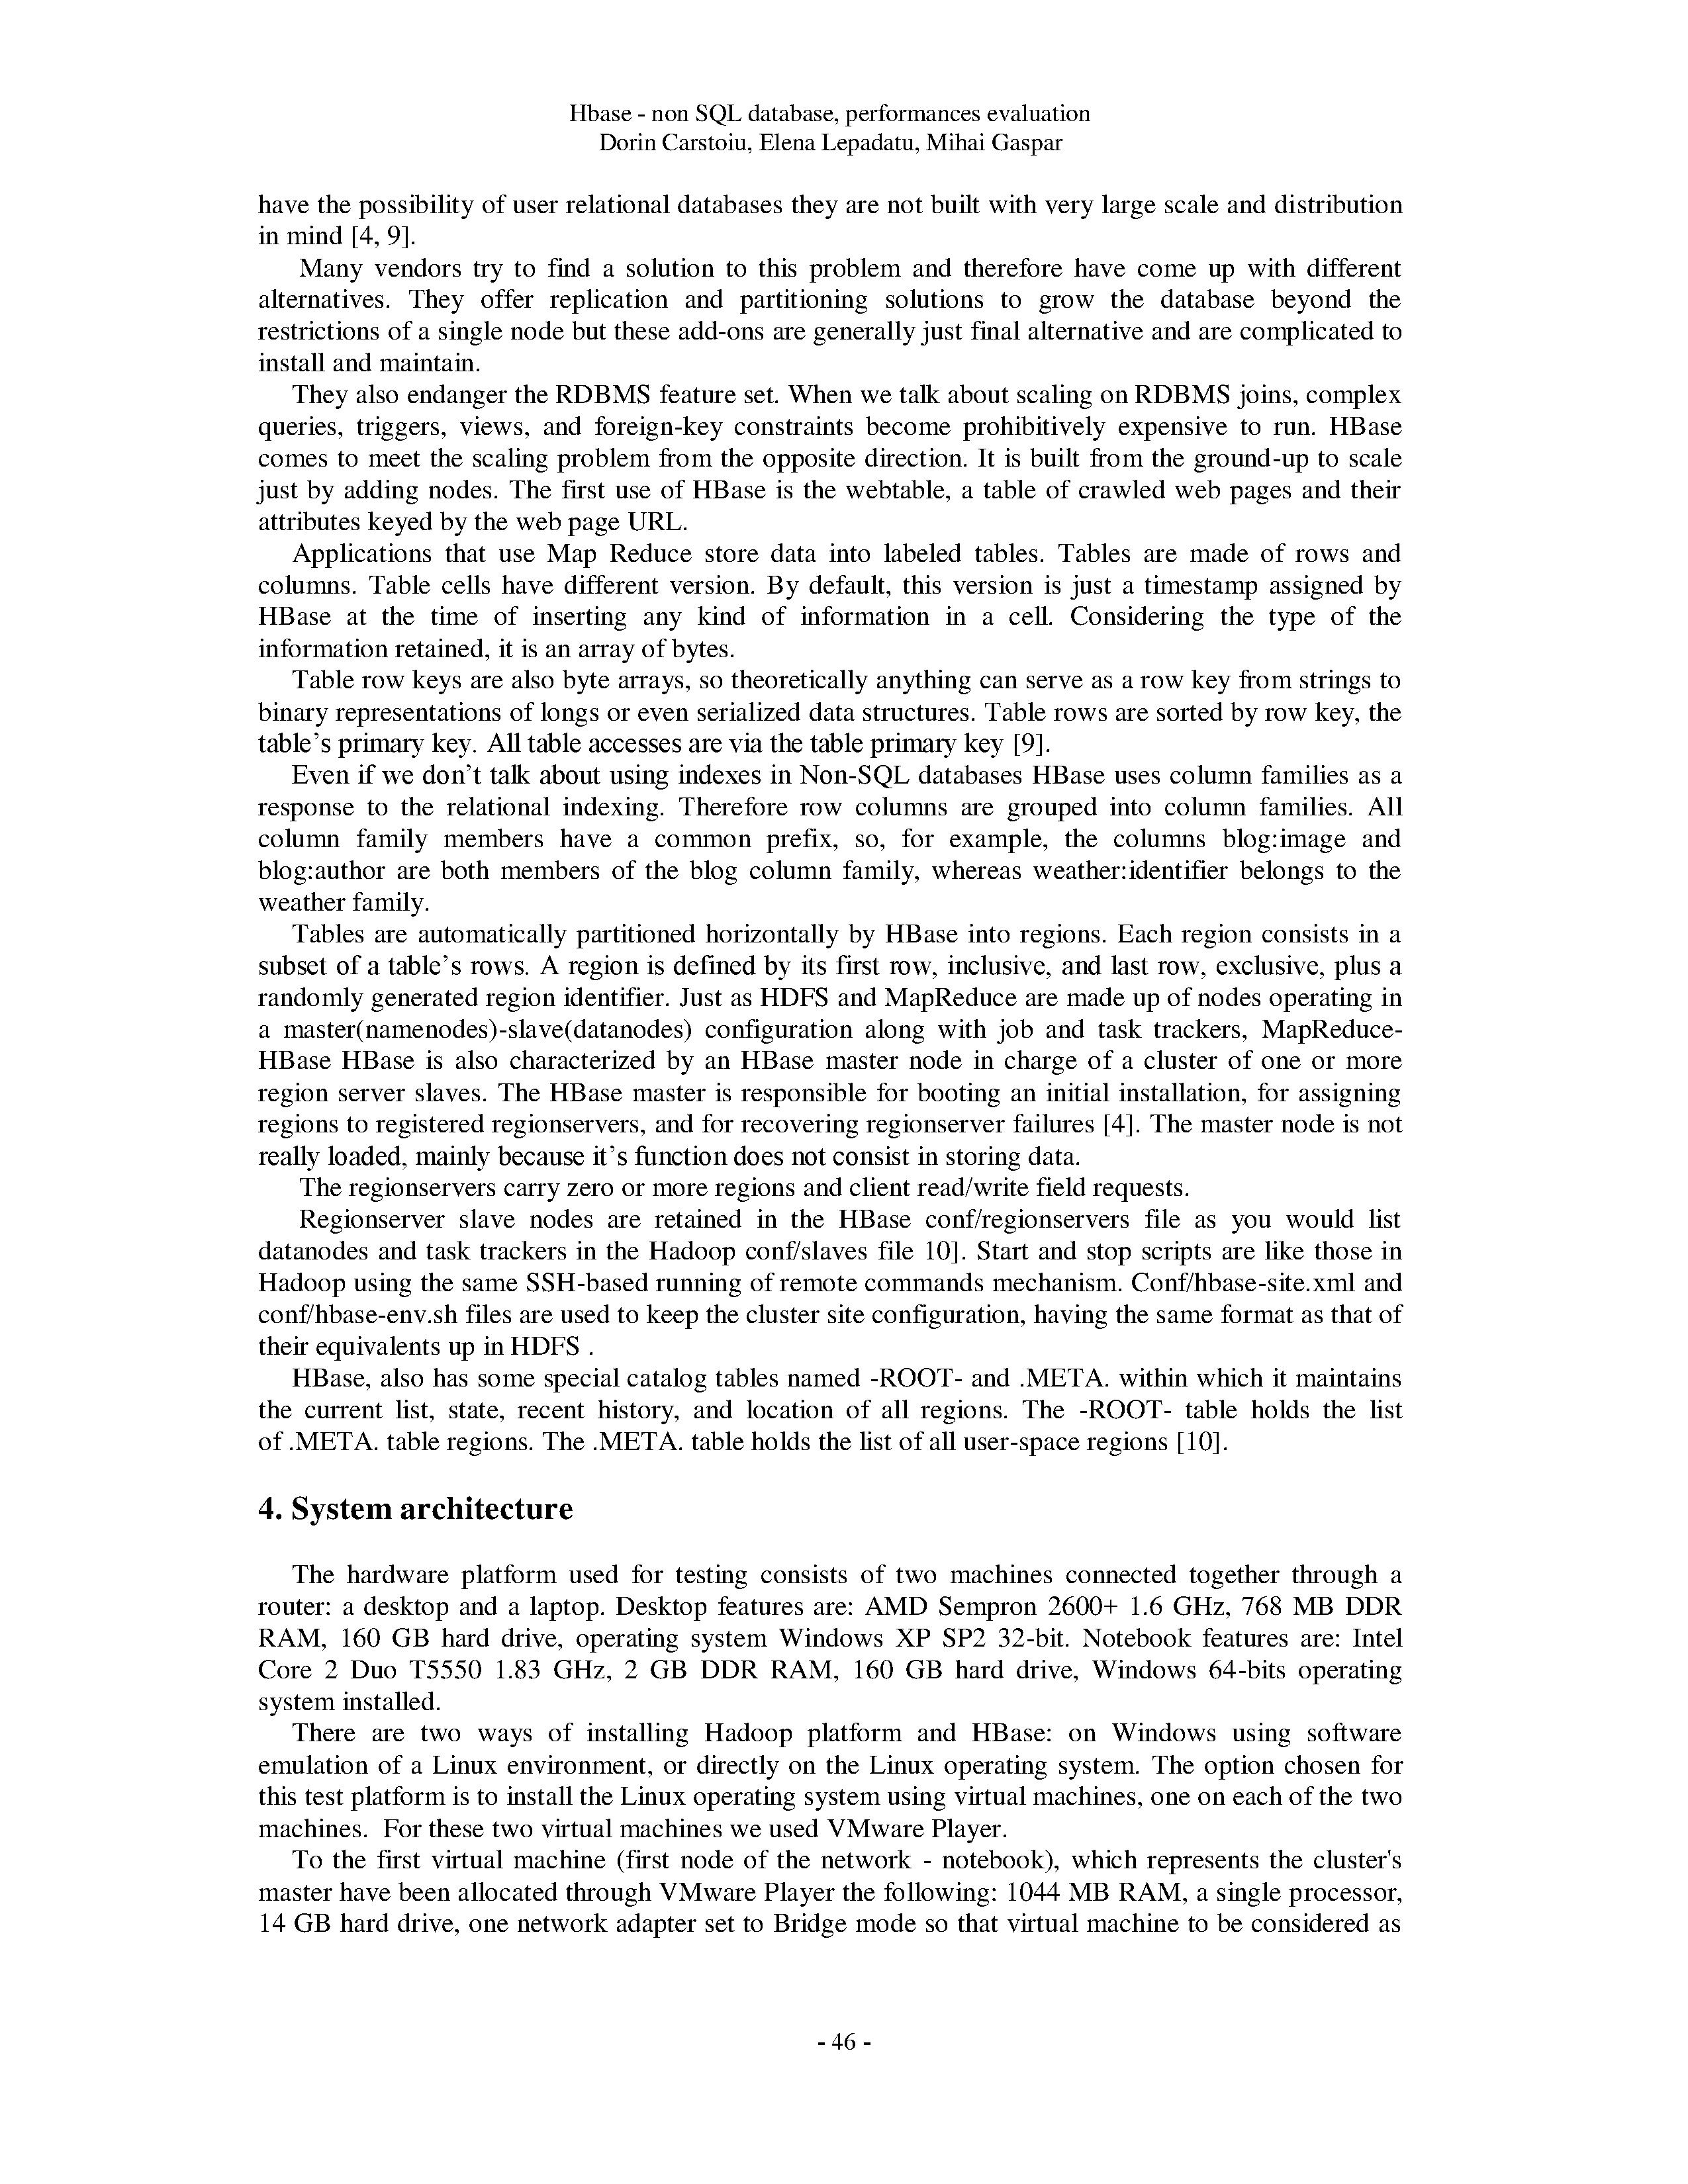 Hbase - non SQL database, performances evaluation
Dorin Carstoiu, Elena Lepadatu, Mihai Gaspar
have the possibility of user relational databases they are not built with very large scale and distribution
in mind [4, 9].
Many vendors try to find a solution to this problem and therefore have come up with different
alternatives. They offer replication and partitioning solutions to grow the database beyond the
restrictions of a single node but these add-ons are generally just final alternative and are complicated to
install and maintain.
They also endanger the RDBMS feature set. When we talk about scaling on RDBMS joins, complex
queries, triggers, views, and foreign-key constraints become prohibitively expensive to run. HBase
comes to meet the scaling problem from the opposite direction. It is built from the ground-up to scale
just by adding nodes. The first use of HBase is the webtable, a table of crawled web pages and their
attributes keyed by the web page URL.
Applications that use Map Reduce store data into labeled tables. Tables are made of rows and
columns. Table cells have different version. By default, this version is just a timestamp assigned by
HBase at the time of inserting any kind of information in a cell. Considering the type of the
information retained, it is an array of bytes.
Table row keys are also byte arrays, so theoretically anything can serve as a row key from strings to
binary representations of longs or even serialized data structures. Table rows are sorted by row key, the
table’s primary key. All table accesses are via the table primary key [9].
Even if we don’t talk about using indexes in Non-SQL databases HBase uses column families as a
response to the relational indexing. Therefore row columns are grouped into column families. All
column family members have a common prefix, so, for example, the columns blog:image and
blog:author are both members of the blog column family, whereas weather:identifier belongs to the
weather family.
Tables are automatically partitioned horizontally by HBase into regions. Each region consists in a
subset of a table’s rows. A region is defined by its first row, inclusive, and last row, exclusive, plus a
randomly generated region identifier. Just as HDFS and MapReduce are made up of nodes operating in
a master(namenodes)-slave(datanodes) configuration along with job and task trackers, MapReduce-
HBase HBase is also characterized by an HBase master node in charge of a cluster of one or more
region server slaves. The HBase master is responsible for booting an initial installation, for assigning
regions to registered regionservers, and for recovering regionserver failures [4]. The master node is not
really loaded, mainly because it’s function does not consist in storing data.
The regionservers carry zero or more regions and client read/write field requests.
Regionserver slave nodes are retained in the HBase conf/regionservers file as you would list
datanodes and task trackers in the Hadoop conf/slaves file 10]. Start and stop scripts are like those in
Hadoop using the same SSH-based running of remote commands mechanism. Conf/hbase-site.xml and
conf/hbase-env.sh files are used to keep the cluster site configuration, having the same format as that of
their equivalents up in HDFS .
HBase, also has some special catalog tables named -ROOT- and .META. within which it maintains
the current list, state, recent history, and location of all regions. The -ROOT- table holds the list
of .META. table regions. The .META. table holds the list of all user-space regions [10].
4. System architecture
The hardware platform used for testing consists of two machines connected together through a
router: a desktop and a laptop. Desktop features are: AMD Sempron 2600+ 1.6 GHz, 768 MB DDR
RAM, 160 GB hard drive, operating system Windows XP SP2 32-bit. Notebook features are: Intel
Core 2 Duo T5550 1.83 GHz, 2 GB DDR RAM, 160 GB hard drive, Windows 64-bits operating
system installed.
There are two ways of installing Hadoop platform and HBase: on Windows using software
emulation of a Linux environment, or directly on the Linux operating system. The option chosen for
this test platform is to install the Linux operating system using virtual machines, one on each of the two
machines.  For these two virtual machines we used VMware Player.
To the first virtual machine (first node of the network - notebook), which represents the cluster's
master have been allocated through VMware Player the following: 1044 MB RAM, a single processor,
14 GB hard drive, one network adapter set to Bridge mode so that virtual machine to be considered as
- 46 -